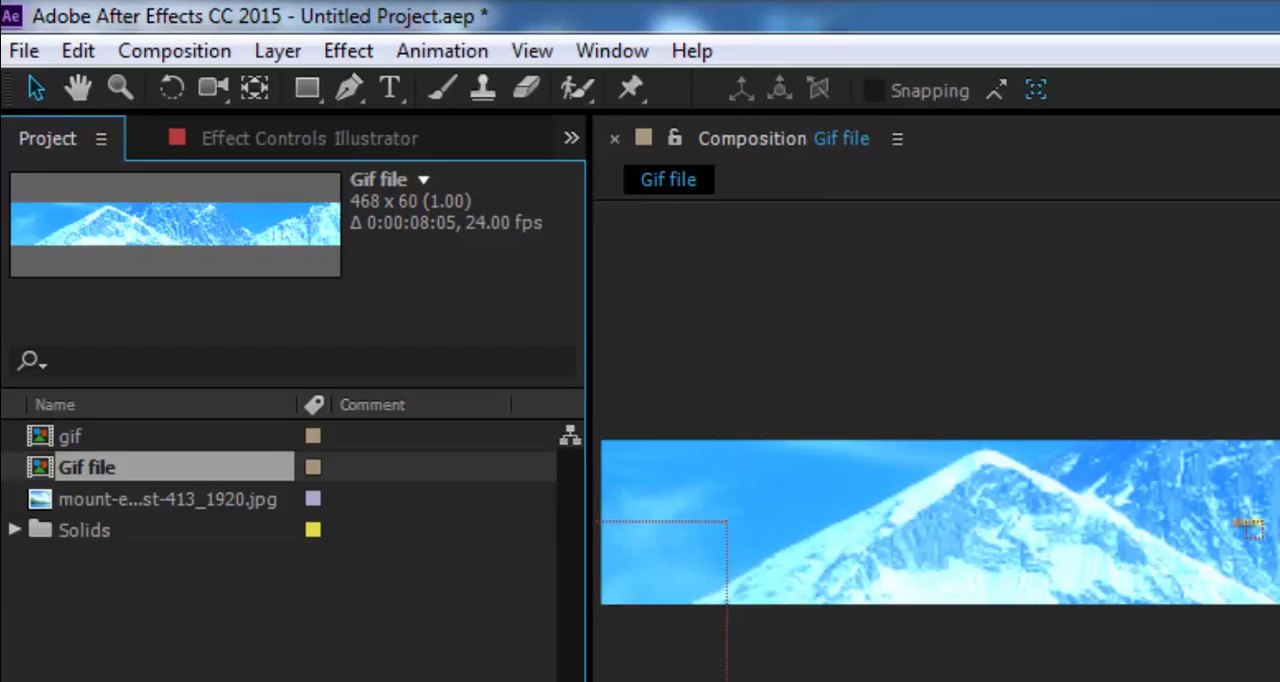 Ae Adobe After Effects CC 2015 - Untitled Project.aep *
File Edit Composition Layer Effect Animation View Window Help
T Snapping
Project Effect Controls Illustrator
Composition Gif file
Gif file
Gif file
468 x 60 (1.00)
Δ 0:00:08:05, 24.00 fps
Name Comment
gif
Gif file
mount-e...st-413_1920.jpg
Solids